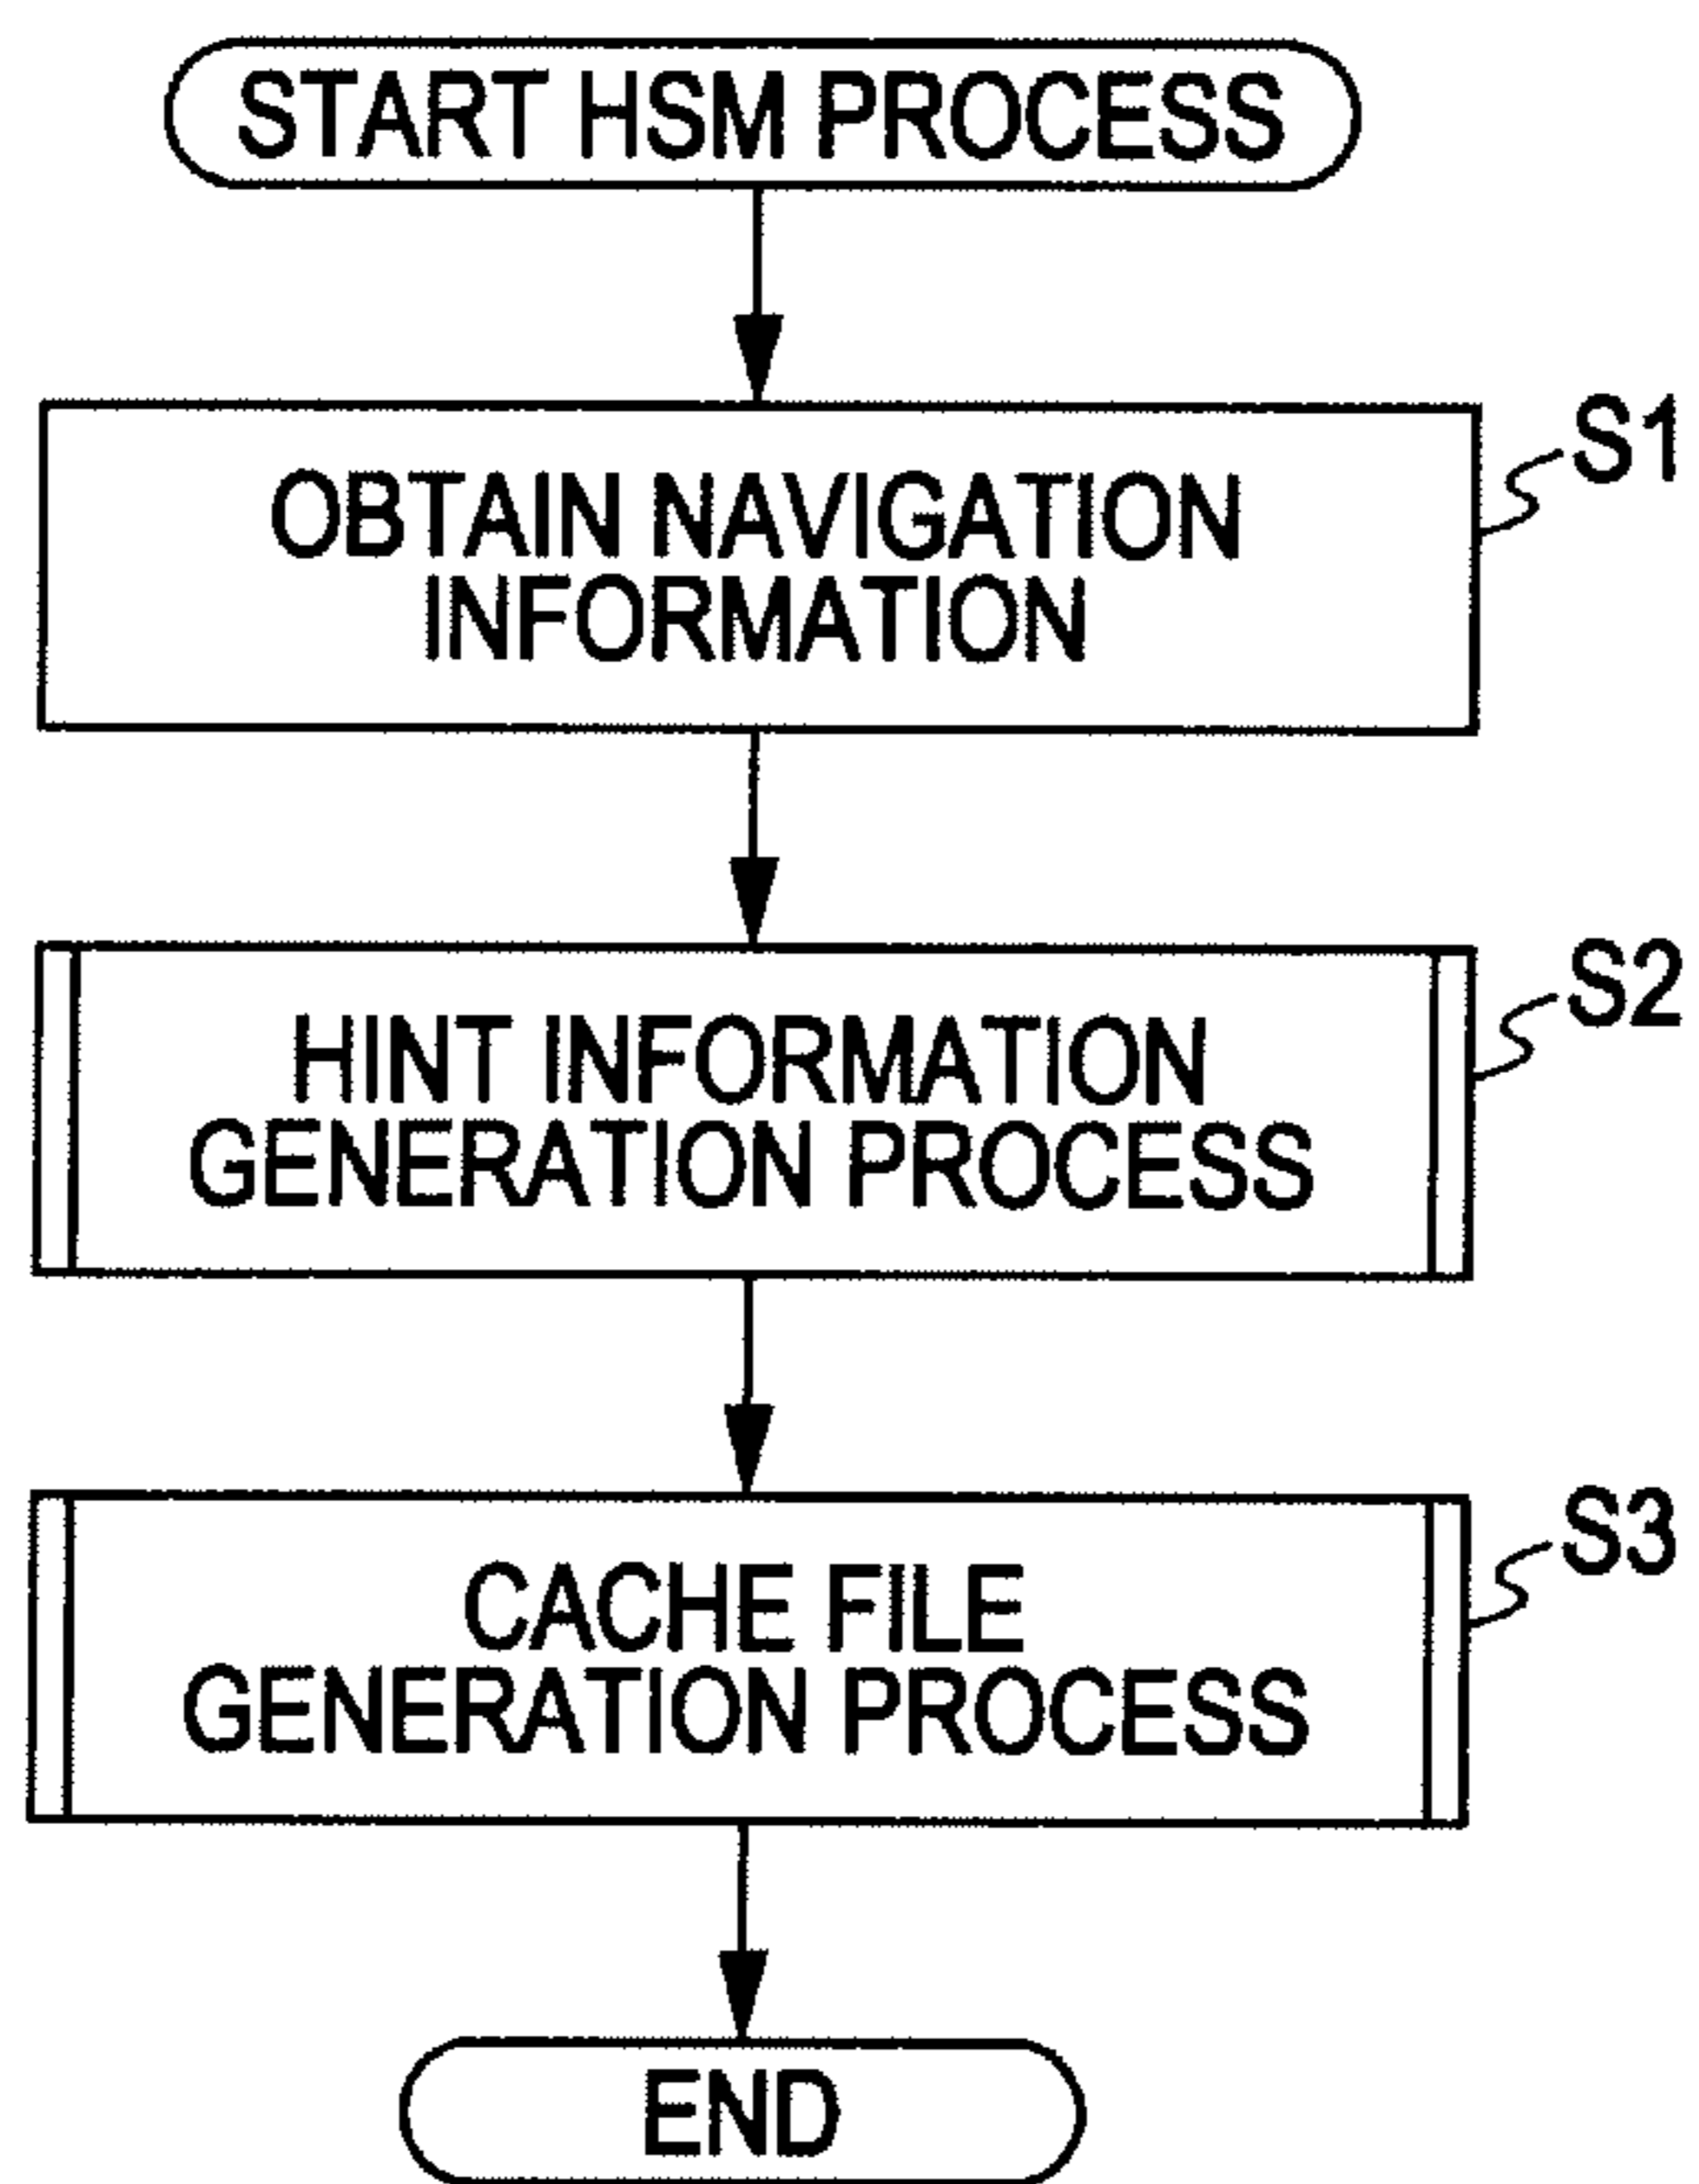 START HSM PROCESS
OBTAIN NAVIGATION
INFORMATION
S1
HINT INFORMATION
GENERATION PROCESS
S2
CACHE FILE
GENERATION PROCESS
S3
END